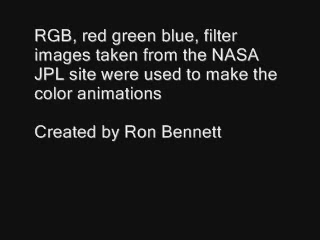 RGB, red green blue, filter
images taken from the NASA
JPL site were used to make the
color animations
Created by Ron Bennett